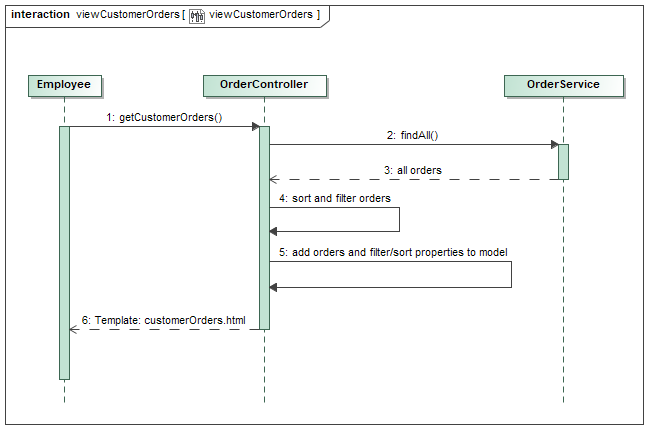 interaction viewCustomerOrders [ viewCustomerOrders ]
Employee
OrderController
OrderService
1: getCustomerOrders()
2: findAll()
3: all orders
4: sort and filter orders
5: add orders and filter/sort properties to model
6: Template: customerOrders.html